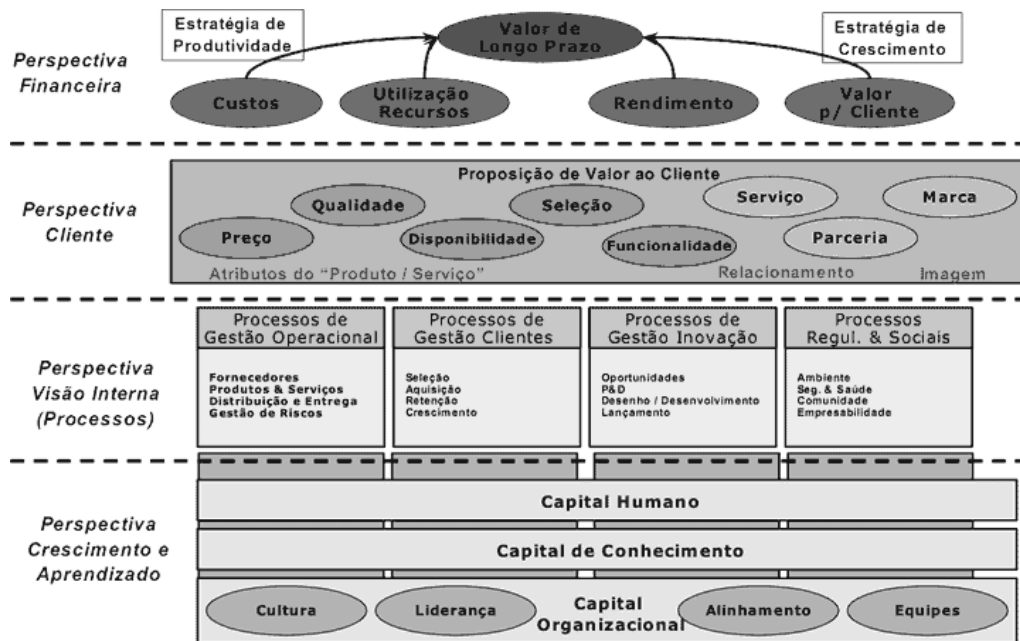 Estratégia de
Produtividade
Valor de
Longo Prazo
Estratégia de
Crescimento
Perspectiva
Financeira
Custos
Utilização
Recursos
Rendimento
Valor
p/ Cliente
Perspectiva
Cliente
Proposição de Valor ao Cliente
Preço
Qualidade
Disponibilidade
Seleção
Funcionalidade
Serviço
Parceria
Marca
Atributos do “Produto / Serviço”
Relacionamento
Imagem
Perspectiva
Visão Interna
(Processos)
Processos de
Gestão Operacional
Fornecedores
Produtos & Serviços
Distribuição e Entrega
Gestão de Riscos
Processos de
Gestão Clientes
Seleção
Aquisição
Retenção
Crescimento
Processos de
Gestão Inovação
Oportunidades
P&D
Desenho / Desenvolvimento
Lançamento
Processos
Regul. & Sociais
Ambiente
Seg. & Saúde
Comunidade
Empresabilidade
Perspectiva
Crescimento e
Aprendizado
Capital Humano
Capital de Conhecimento
Cultura
Liderança
Capital
Organizacional
Alinhamento
Equipes